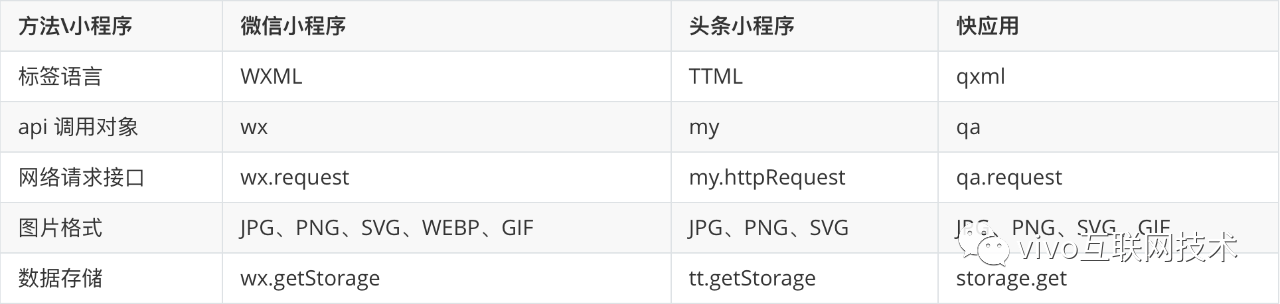 方法\小程序 微信小程序 头条小程序 快应用
标签语言 WXML TTML qxml
api 调用对象 wx my qa
网络请求接口 wx.request my.httpRequest qa.request
图片格式 JPG、PNG、SVG、WEBP、GIF JPG、PNG、SVG JPG、PNG、SVG、GIF
vivo互联网技术
数据存储 wx.getStorage tt.getStorage storage.get